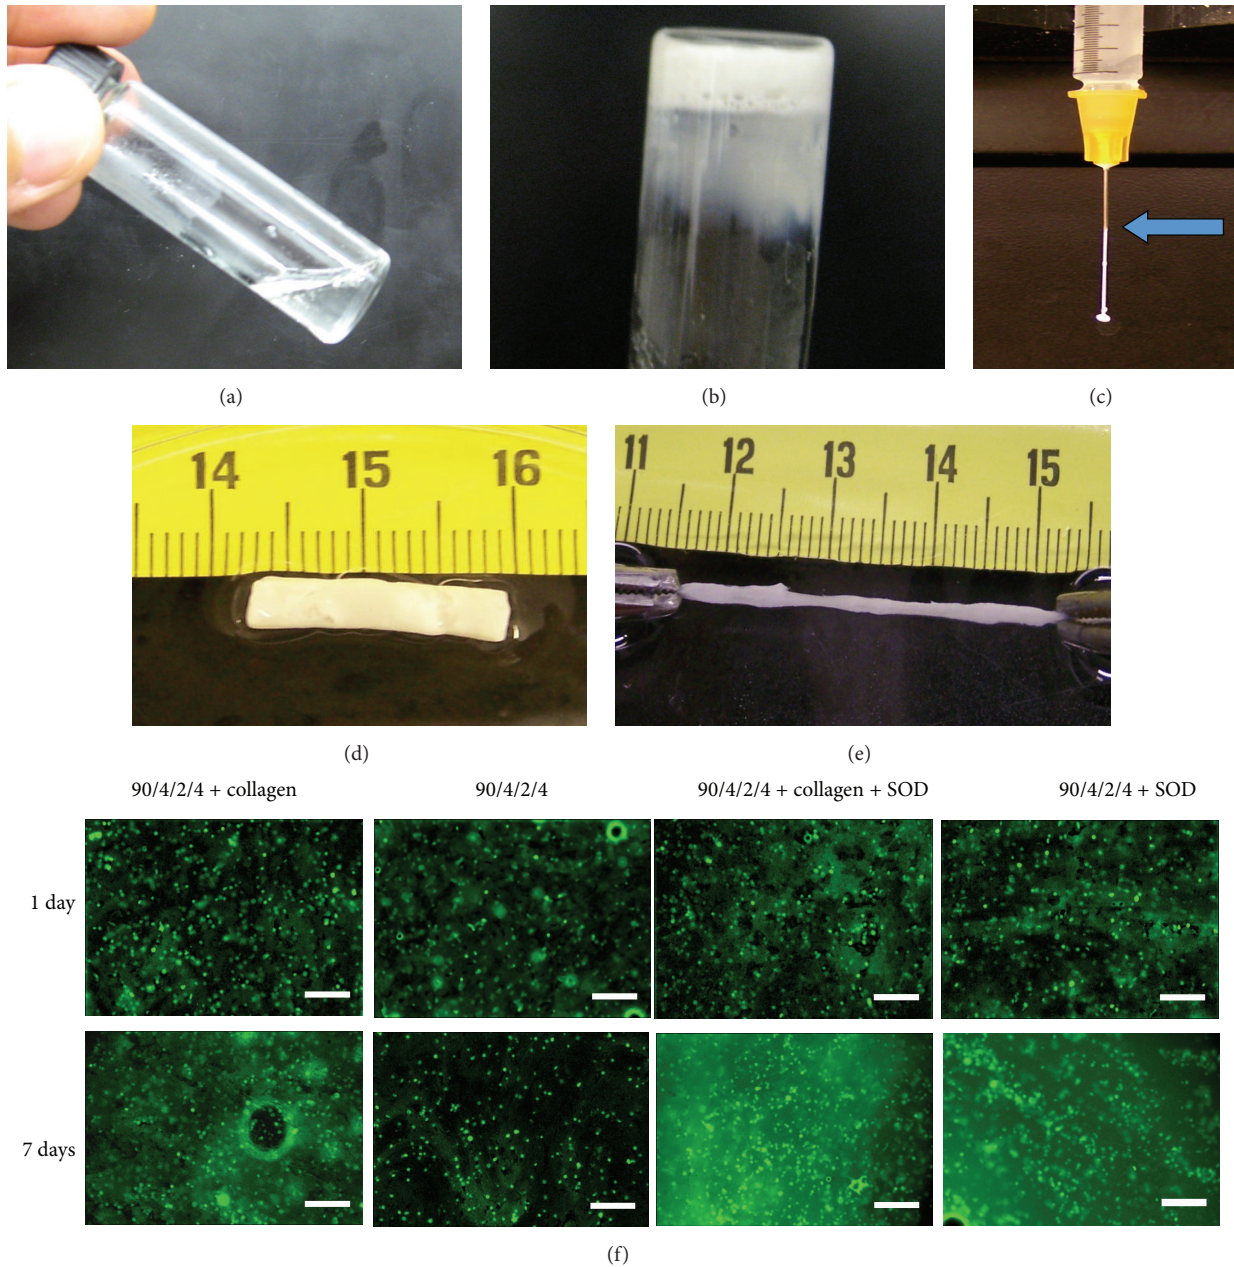 (a)
(b)
(c)
14 15 16
11 12 13 14 15
(d)
(e)
90/4/2/4 + collagen
90/4/2/4
90/4/2/4 + collagen + SOD
90/4/2/4 + SOD
1 day
7 days
(f)